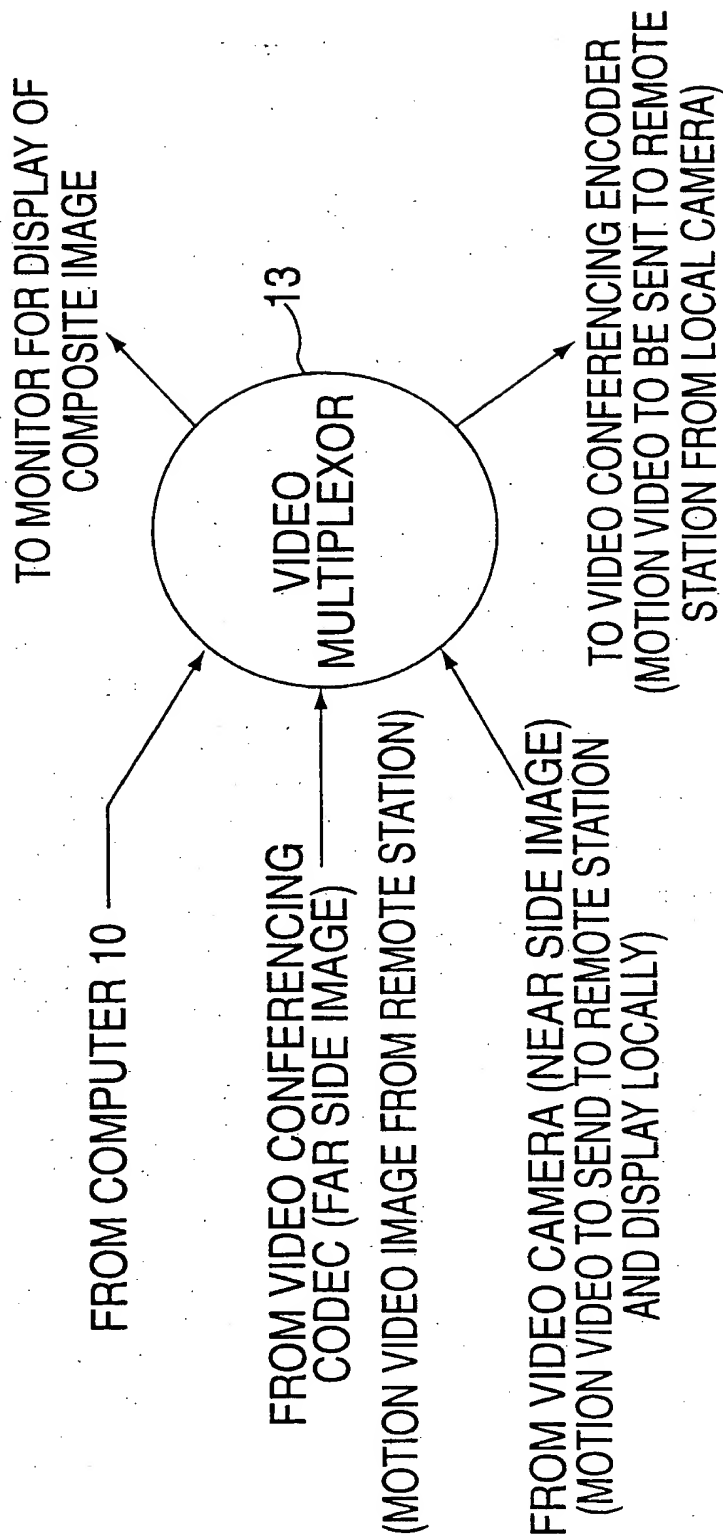 FROM COMPUTER 10
FROM VIDEO CONFERENCING
CODEC (FAR SIDE IMAGE)
(MOTION VIDEO IMAGE FROM REMOTE STATION)
FROM VIDEO CAMERA (NEAR SIDE IMAGE)
(MOTION VIDEO TO SEND TO REMOTE STATION
AND DISPLAY LOCALLY)
VIDEO
MULTIPLEXOR
13
TO MONITOR FOR DISPLAY OF
COMPOSITE IMAGE
TO VIDEO CONFERENCING ENCODER
(MOTION VIDEO TO BE SENT TO REMOTE
STATION FROM LOCAL CAMERA)